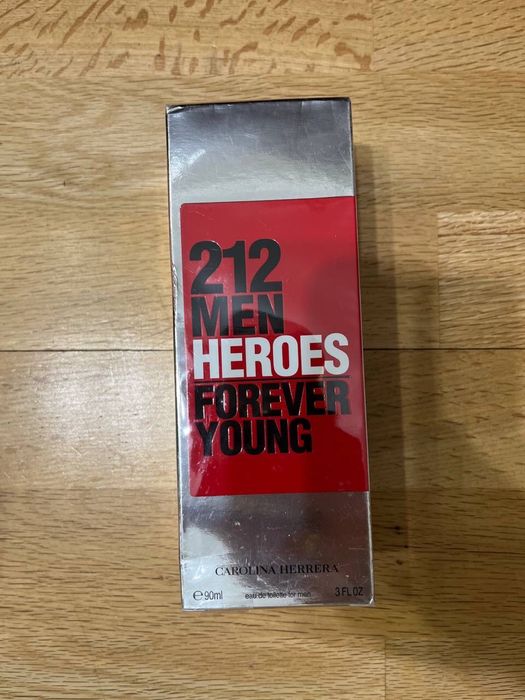 212
MEN
HEROES
FOREVER
YOUNG
CAROLINA HERRERA
℮ 90ml eau de toilette for men 3 FL OZ